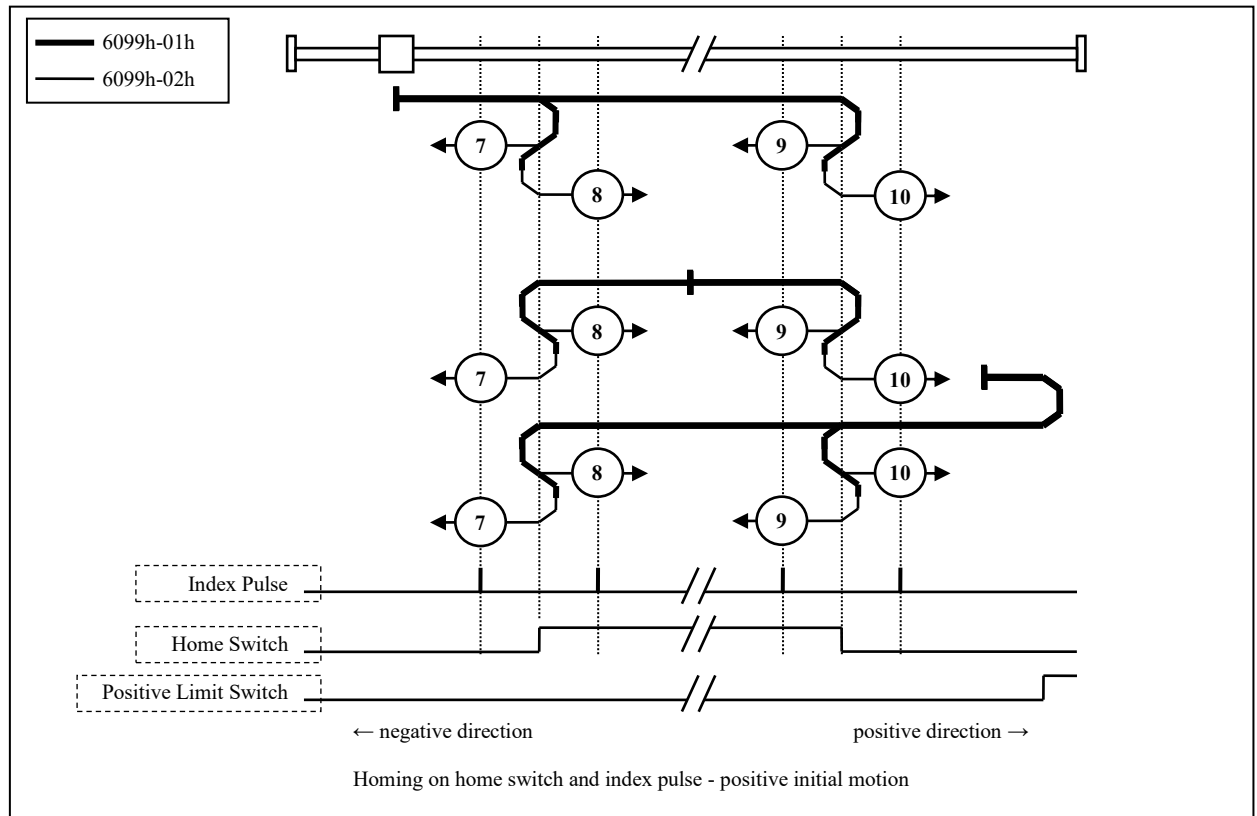 6099h-01h
6099h-02h
7
9
8
10
8
9
7
10
8
10
7
9
Index Pulse
Home Switch
Positive Limit Switch
← negative direction
positive direction →
Homing on home switch and index pulse - positive initial motion